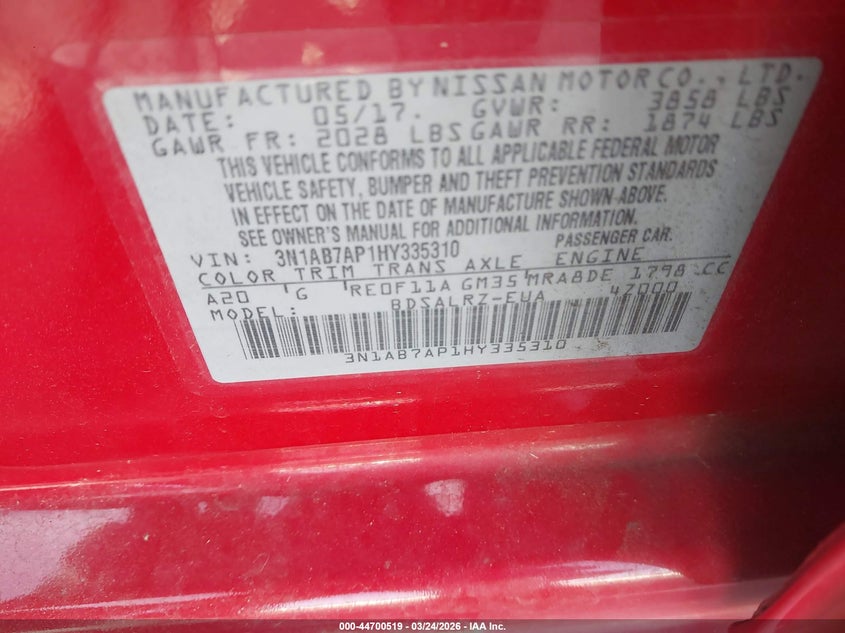 MANUFACTURED BY NISSAN MOTOR CO., LTD.
DATE: 05/17. GVWR: 3858 LBS
GAWR FR: 2028 LBS GAWR RR: 1874 LBS
THIS VEHICLE CONFORMS TO ALL APPLICABLE FEDERAL MOTOR
VEHICLE SAFETY, BUMPER AND THEFT PREVENTION STANDARDS
IN EFFECT ON THE DATE OF MANUFACTURE SHOWN ABOVE.
SEE OWNER'S MANUAL FOR ADDITIONAL INFORMATION.
VIN: 3N1AB7AP1HY335310 PASSENGER CAR.
COLOR TRIM TRANS AXLE ENGINE
A20 G RE0F11A GM35 MRA8DE 1798 CC
MODEL: BDSALRZ-EUA 4Z000
3N1AB7AP1HY335310
000-44700519 - 03/24/2026 - IAA Inc.